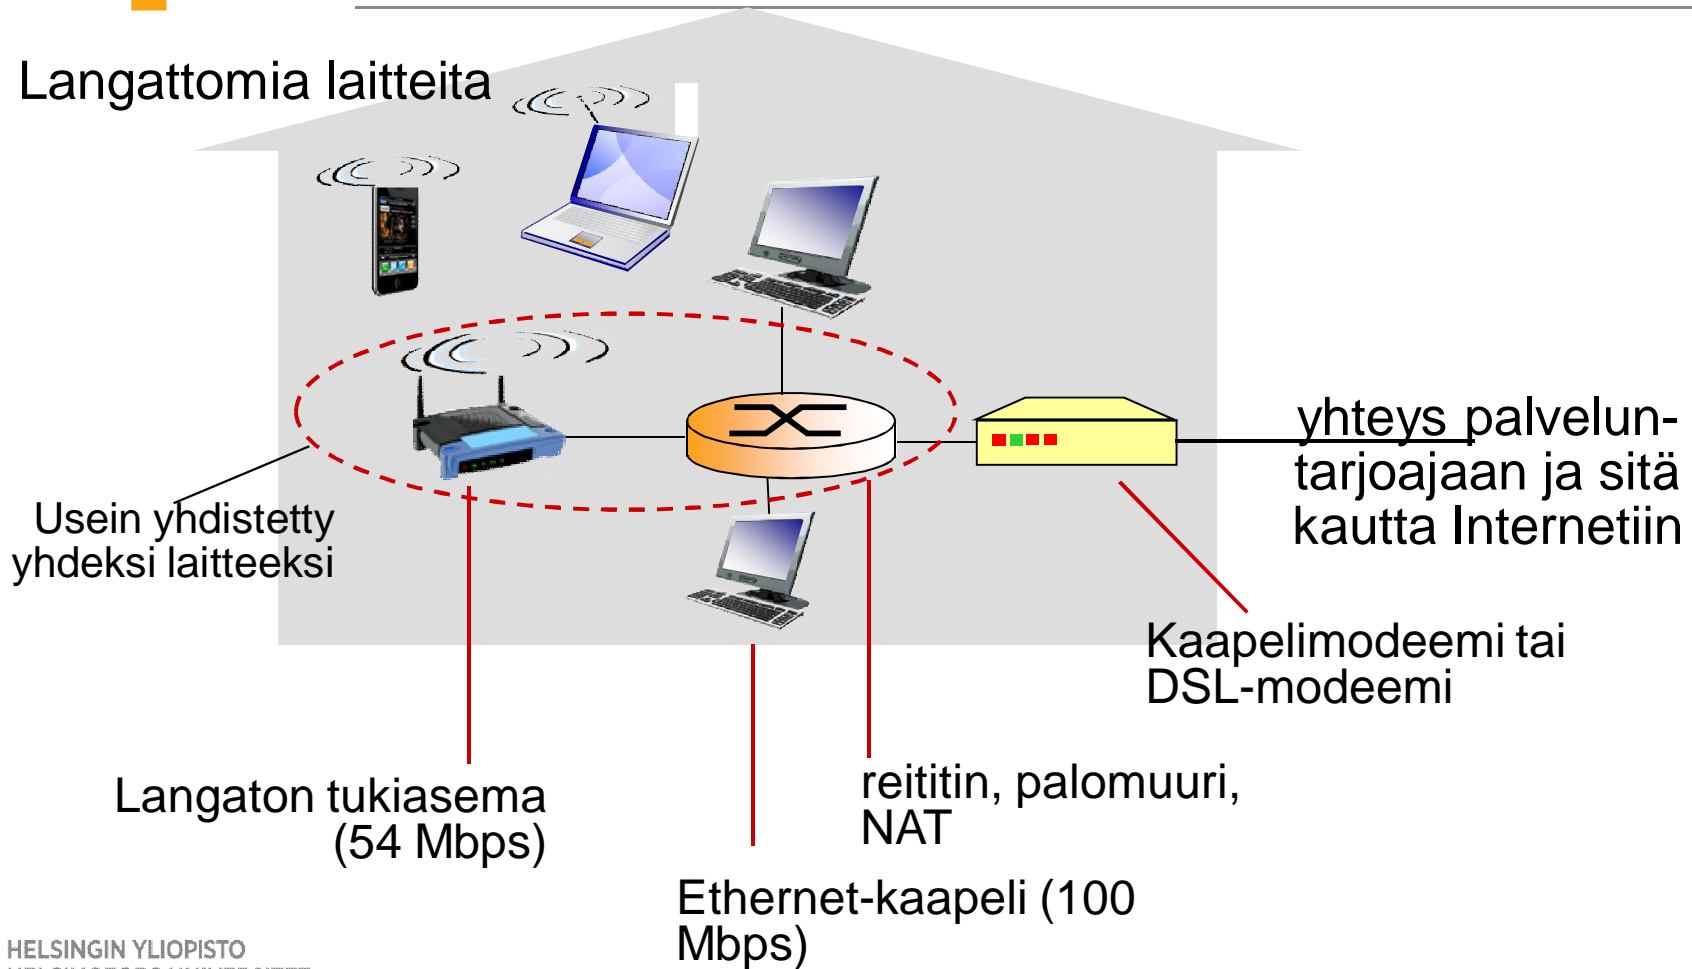 Langattomia laitteita
yhteys palvelun-
tarjoajaan ja sitä
kautta Internetiin
Usein yhdistetty
yhdeksi laitteeksi
Kaapelimodeemi tai
DSL-modeemi
Langaton tukiasema
(54 Mbps)
reititin, palomuuri,
NAT
Ethernet-kaapeli (100
Mbps)
HELSINGIN YLIOPISTO